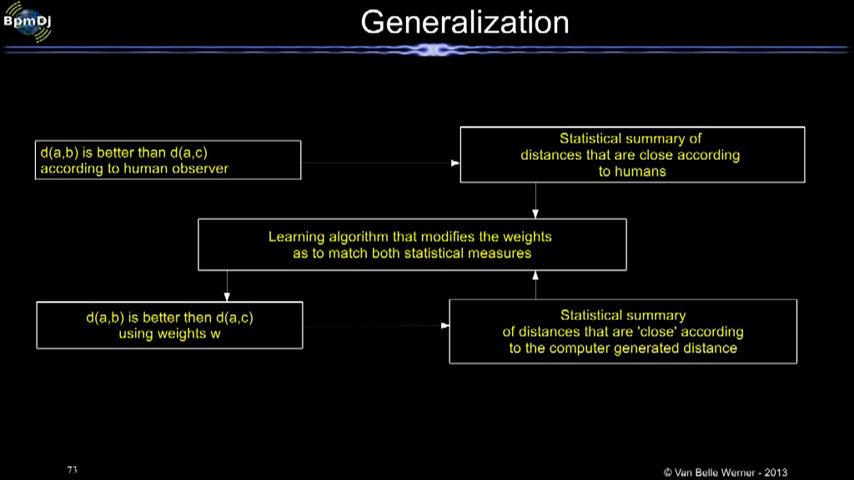 BpmDj
Generalization
d(a,b) is better than d(a,c)
according to human observer
Statistical summary of
distances that are close according
to humans
Learning algorithm that modifies the weights
as to match both statistical measures
d(a,b) is better then d(a,c)
using weights w
Statistical summary
of distances that are 'close' according
to the computer generated distance
73
© Van Belle Werner - 2013